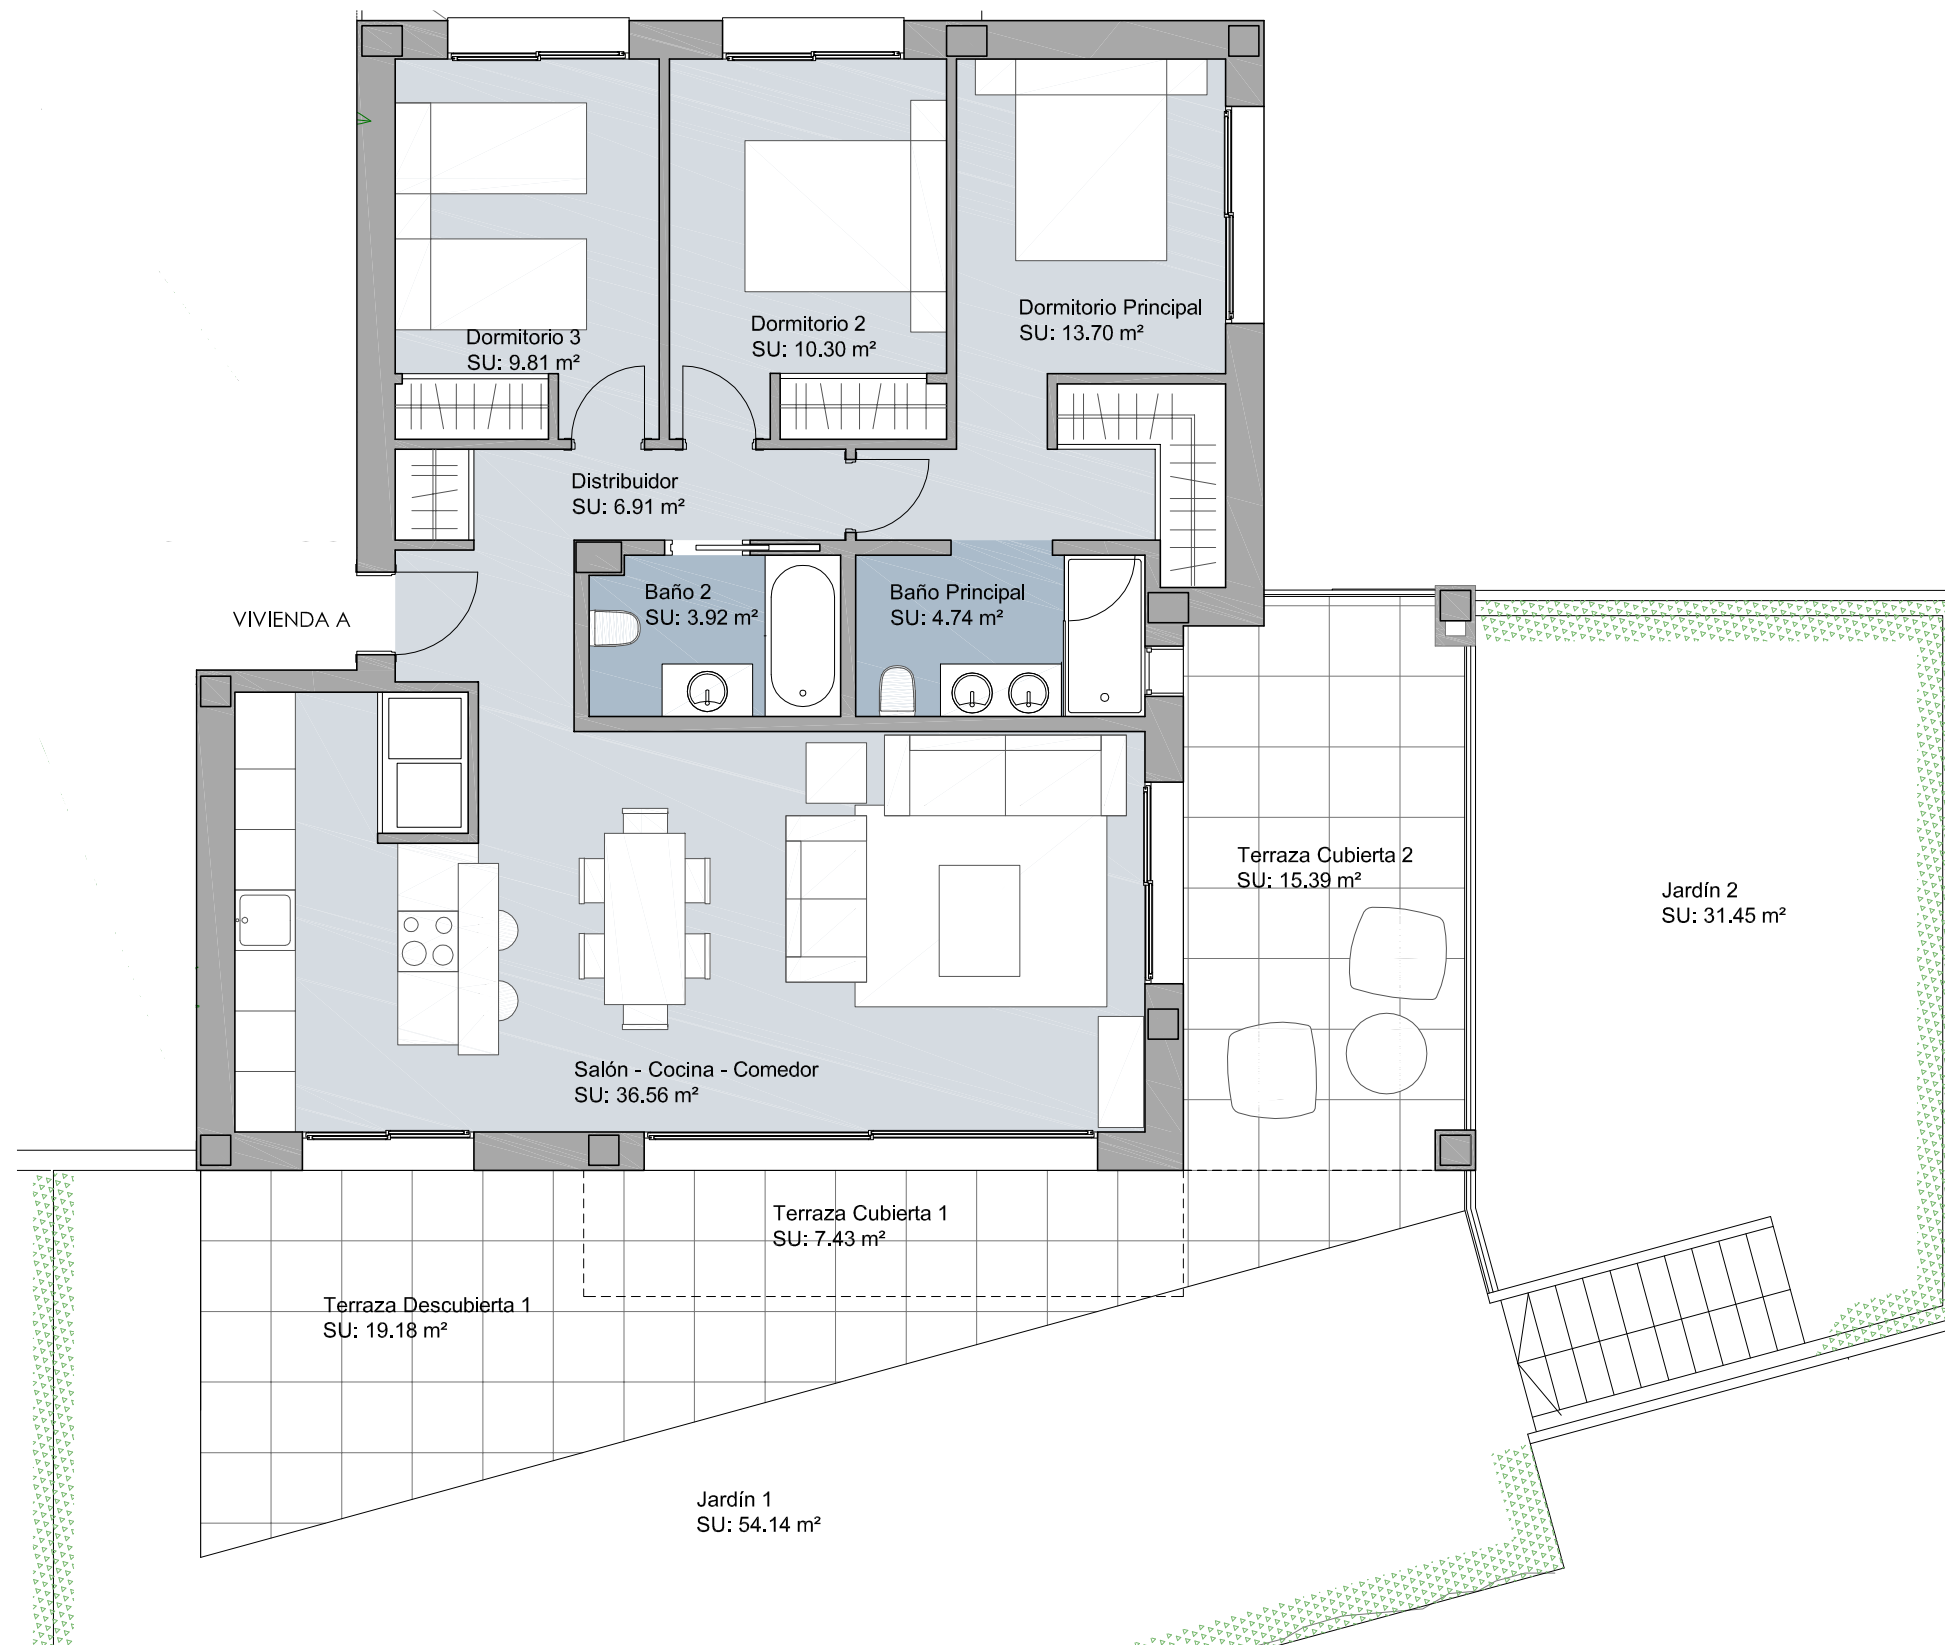 Dormitorio 3
SU: 9.81 m²
Dormitorio 2
SU: 10.30 m²
Dormitorio Principal
SU: 13.70 m²
Distribuidor
SU: 6.91 m²
VIVIENDA A
Baño 2
SU: 3.92 m²
Baño Principal
SU: 4.74 m²
Terraza Cubierta 2
SU: 15.39 m²
Jardín 2
SU: 31.45 m²
Salón - Cocina - Comedor
SU: 36.56 m²
Terraza Cubierta 1
SU: 7.43 m²
Terraza Descubierta 1
SU: 19.18 m²
Jardín 1
SU: 54.14 m²